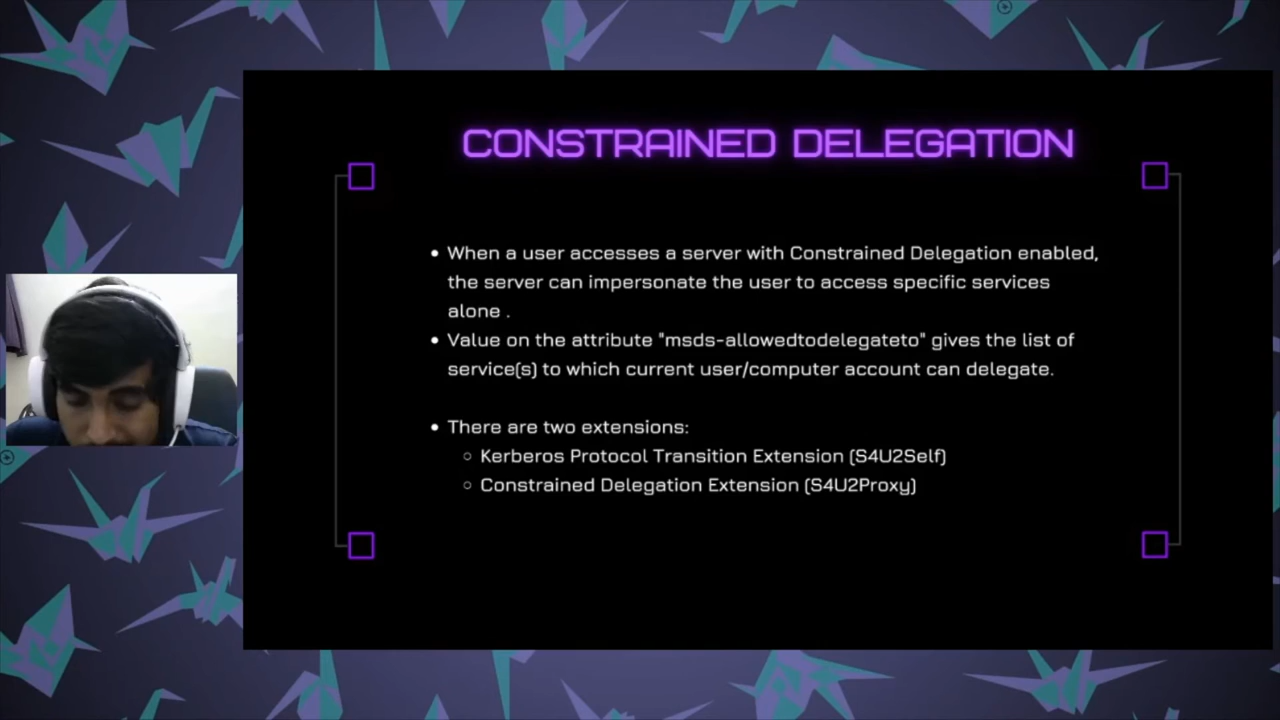 CONSTRAINED DELEGATION
• When a user accesses a server with Constrained Delegation enabled,
the server can impersonate the user to access specific services
alone .
• Value on the attribute "msds-allowedtodelegateto" gives the list of
service(s) to which current user/computer account can delegate.
• There are two extensions:
○ Kerberos Protocol Transition Extension (S4U2Self)
○ Constrained Delegation Extension (S4U2Proxy)